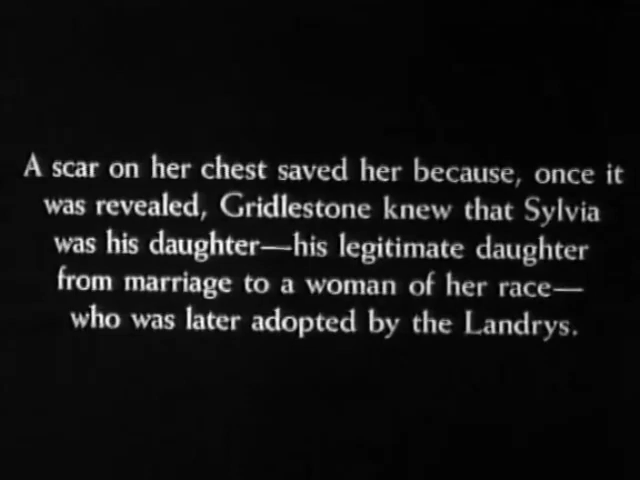 A scar on her chest saved her because, once it
was revealed, Gridlestone knew that Sylvia
was his daughter—his legitimate daughter
from marriage to a woman of her race—
who was later adopted by the Landrys.